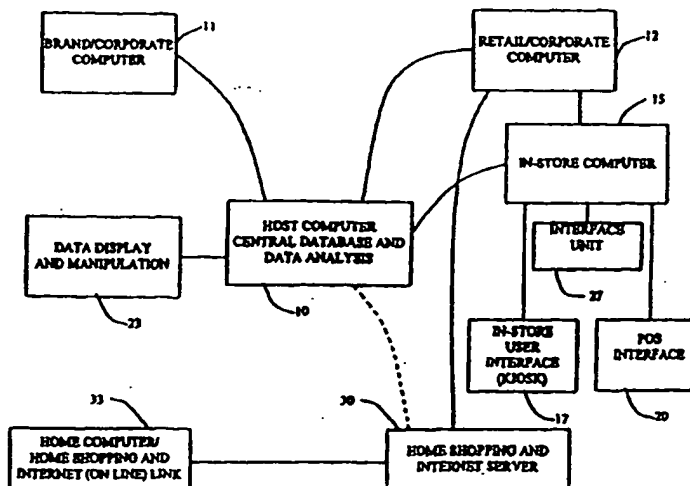 11
BRAND/CORPORATE
COMPUTER
RETAIL/CORPORATE
COMPUTER
12
15
IN-STORE COMPUTER
HOST COMPUTER
CENTRAL DATABASE AND
DATA ANALYSIS
10
DATA DISPLAY
AND MANIPULATION
23
INTERFACE
UNIT
27
IN-STORE
USER
INTERFACE
(KIOSK)
17
POS
INTERFACE
20
33
HOME COMPUTER/
HOME SHOPPING AND
INTERNET (ON LINE) LINK
30
HOME SHOPPING AND
INTERNET SERVER